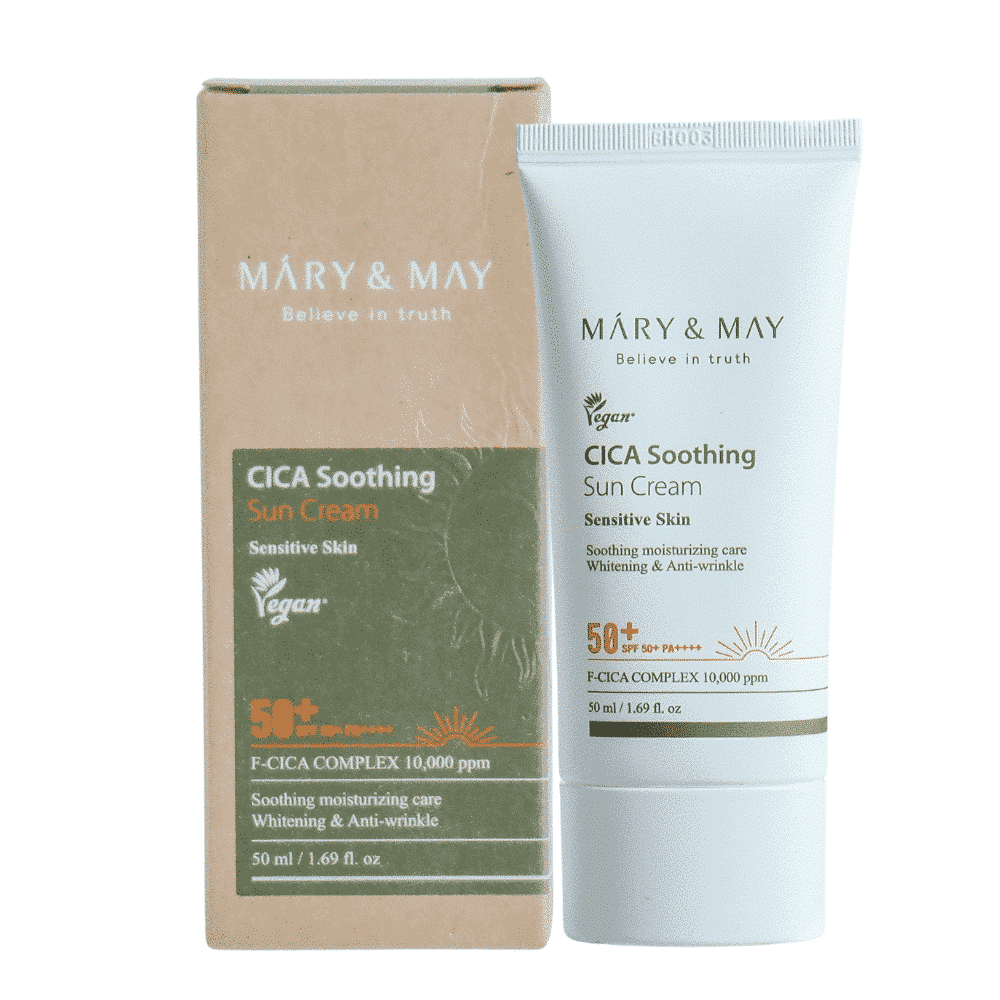 MÁRY & MAY
Believe in truth
CICA Soothing
Sun Cream
Sensitive Skin
Vegan
50+
F-CICA COMPLEX 10,000 ppm
Soothing moisturizing care
Whitening & Anti-wrinkle
50 ml / 1.69 fl. oz
MÁRY & MAY
Believe in truth
Vegan
CICA Soothing
Sun Cream
Sensitive Skin
Soothing moisturizing care
Whitening & Anti-wrinkle
50+
SPF 50+ PA++++
F-CICA COMPLEX 10,000 ppm
50 ml / 1.69 fl. oz